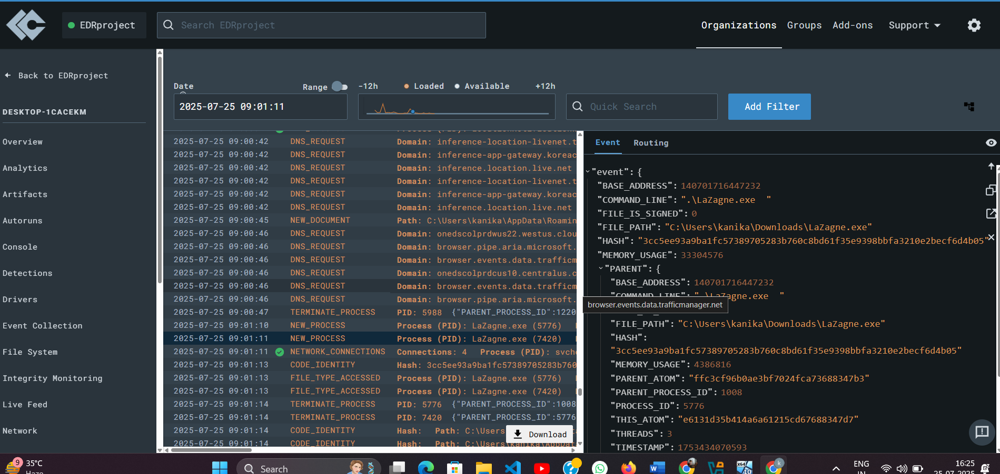 EDRproject
Search EDRproject
Organizations
Groups
Add-ons
Support
Back to EDRproject
DESKTOP-1CACEKM
Overview
Analytics
Artifacts
Autoruns
Console
Detections
Drivers
Event Collection
File System
Integrity Monitoring
Live Feed
Network
Date
Range
-12h
Loaded
Available
+12h
2025-07-25 09:01:11
Quick Search
Add Filter
2025-07-25 09:00:42 DNS_REQUEST Domain: inference-location-livenet.t
2025-07-25 09:00:42 DNS_REQUEST Domain: inference-app-gateway.koreac
2025-07-25 09:00:42 DNS_REQUEST Domain: inference.location.live.net
2025-07-25 09:00:42 DNS_REQUEST Domain: inference-location-livenet.t
2025-07-25 09:00:42 DNS_REQUEST Domain: inference-app-gateway.koreac
2025-07-25 09:00:42 DNS_REQUEST Domain: inference.location.live.net
2025-07-25 09:00:45 NEW_DOCUMENT Path: C:\Users\kanika\AppData\Roamin
2025-07-25 09:00:46 DNS_REQUEST Domain: onedscolprdwus22.westus.clou
2025-07-25 09:00:46 DNS_REQUEST Domain: browser.pipe.aria.microsoft.
2025-07-25 09:00:46 DNS_REQUEST Domain: browser.events.data.trafficm
2025-07-25 09:00:46 DNS_REQUEST Domain: onedscolprdcus10.centralus.c
2025-07-25 09:00:46 DNS_REQUEST Domain: browser.events.data.trafficm
2025-07-25 09:00:46 DNS_REQUEST Domain: browser.pipe.aria.microsoft.
2025-07-25 09:00:47 TERMINATE_PROCESS PID: 5988 {"PARENT_PROCESS_ID":1220
2025-07-25 09:01:10 NEW_PROCESS Process (PID): LaZagne.exe (5776)
2025-07-25 09:01:11 NEW_PROCESS Process (PID): LaZagne.exe (7420)
2025-07-25 09:01:11 NETWORK_CONNECTIONS Connections: 4 Process (PID): svcho
2025-07-25 09:01:13 CODE_IDENTITY Hash: 3cc5ee93a9ba1fc57389705283b760
2025-07-25 09:01:13 FILE_TYPE_ACCESSED Process (PID): LaZagne.exe (5776)
2025-07-25 09:01:13 FILE_TYPE_ACCESSED Process (PID): LaZagne.exe (7420)
2025-07-25 09:01:14 TERMINATE_PROCESS PID: 5776 {"PARENT_PROCESS_ID":1008
2025-07-25 09:01:14 TERMINATE_PROCESS PID: 7420 {"PARENT_PROCESS_ID":5776
2025-07-25 09:01:14 CODE_IDENTITY Hash: Path: C:\Users
2025-07-25 09:01:14 CODE_IDENTITY Hash: Path: C:\Users\kanika\AppData
Download
Event
Routing
"event": {
"BASE_ADDRESS": 140701716447232
"COMMAND_LINE": ".\LaZagne.exe  "
"FILE_IS_SIGNED": 0
"FILE_PATH": "C:\Users\kanika\Downloads\LaZagne.exe"
"HASH": "3cc5ee93a9ba1fc57389705283b760c8bd61f35e9398bbfa3210e2becf6d4b05"
"MEMORY_USAGE": 33304576
"PARENT": {
"BASE_ADDRESS": 140701716447232
"COMMAND_LINE": ".\LaZagne.exe  "
browser.events.data.trafficmanager.net
"FILE_PATH": "C:\Users\kanika\Downloads\LaZagne.exe"
"HASH":
"3cc5ee93a9ba1fc57389705283b760c8bd61f35e9398bbfa3210e2becf6d4b05"
"MEMORY_USAGE": 4386816
"PARENT_ATOM": "ffc3cf96b0ae3bf7024fca73688347b3"
"PARENT_PROCESS_ID": 1008
"PROCESS_ID": 5776
"THIS_ATOM": "e6131d35b414a6a61215cd67688347d7"
"THREADS": 3
"TIMESTAMP": 1753434070593
9
35°C
Haze
Search
X64
10
k
ENG
IN
16:25
25-07-2025